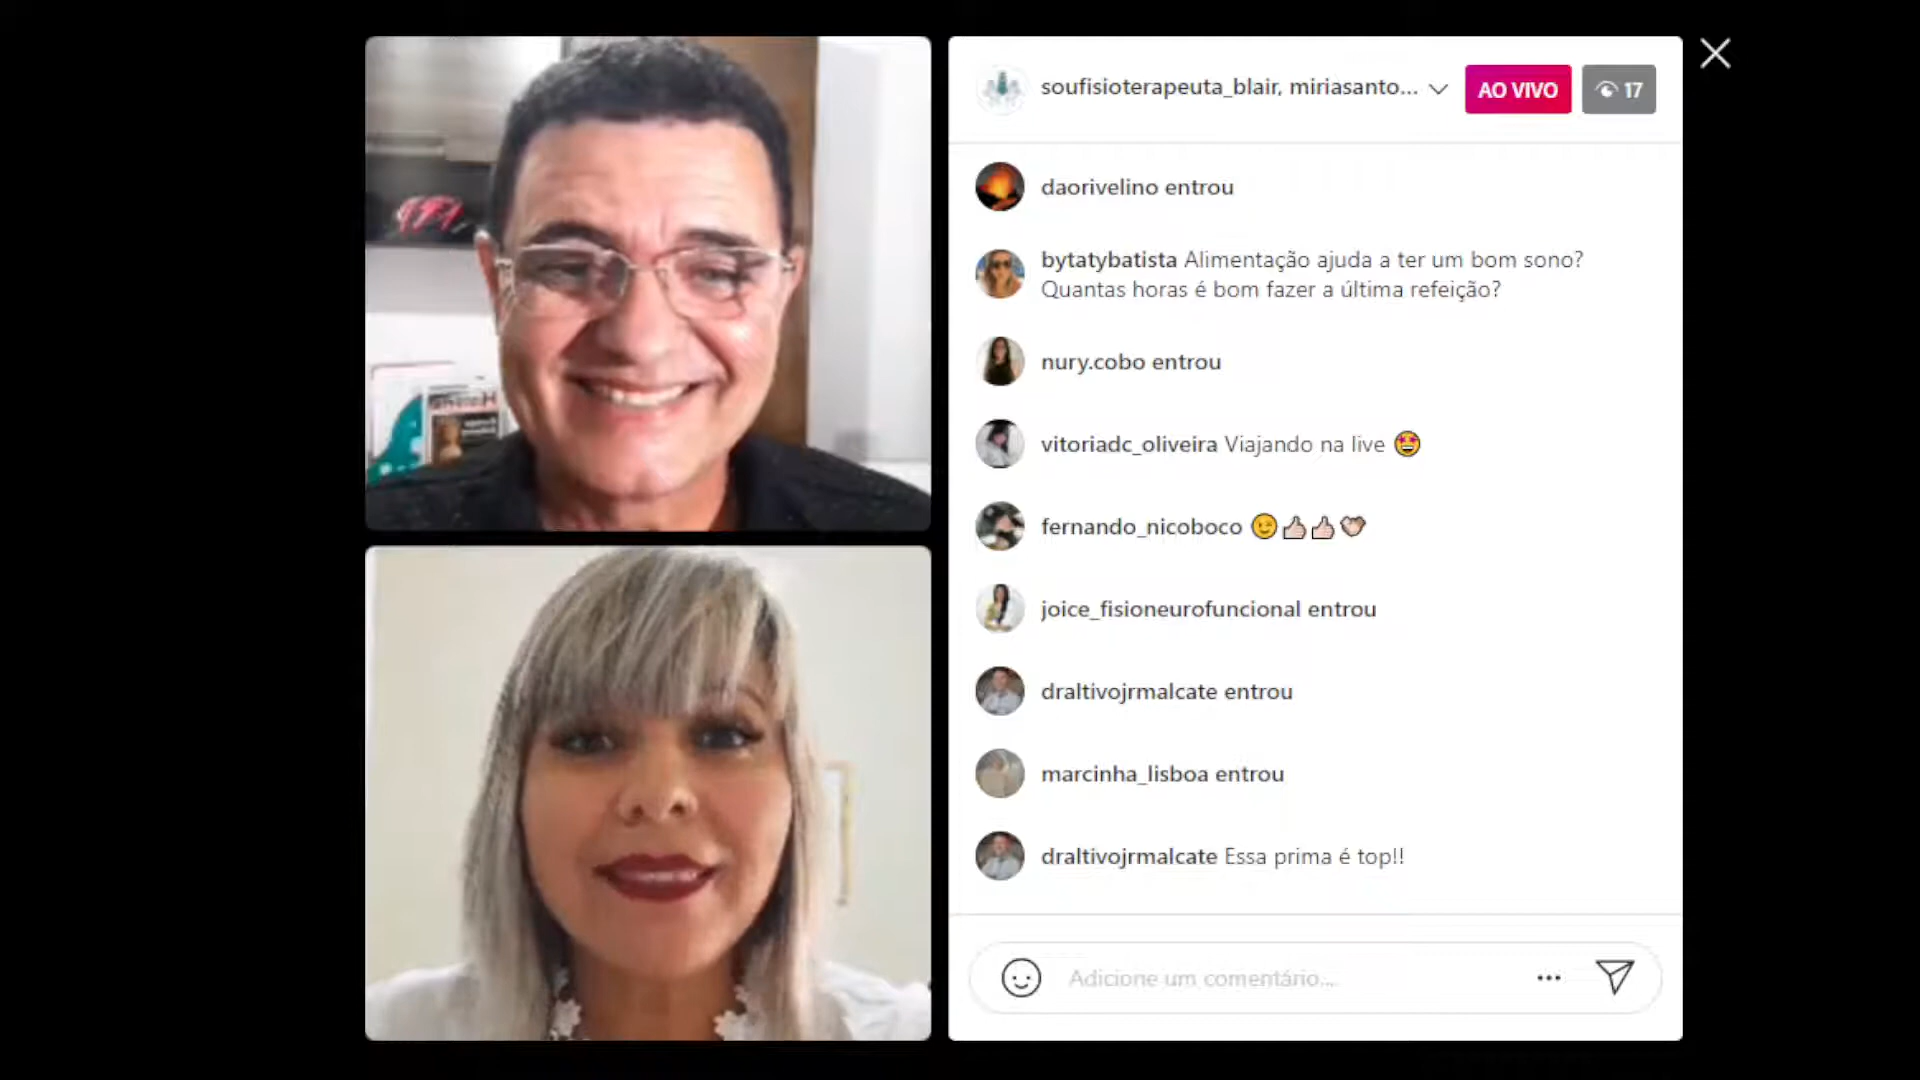 soufisioterapeuta_blair, miriasanto...
AO VIVO
17
daorivelino entrou
bytatybatista Alimentação ajuda a ter um bom sono?
Quantas horas é bom fazer a última refeição?
nury.cobo entrou
vitoriadc_oliveira Viajando na live 🤩
fernando_nicoboco 😉👍🏻👍🏻👏🏻
joice_fisioneurofuncional entrou
draltivojrmalcate entrou
marcinha_lisboa entrou
draltivojrmalcate Essa prima é top!!
Adicione um comentário...